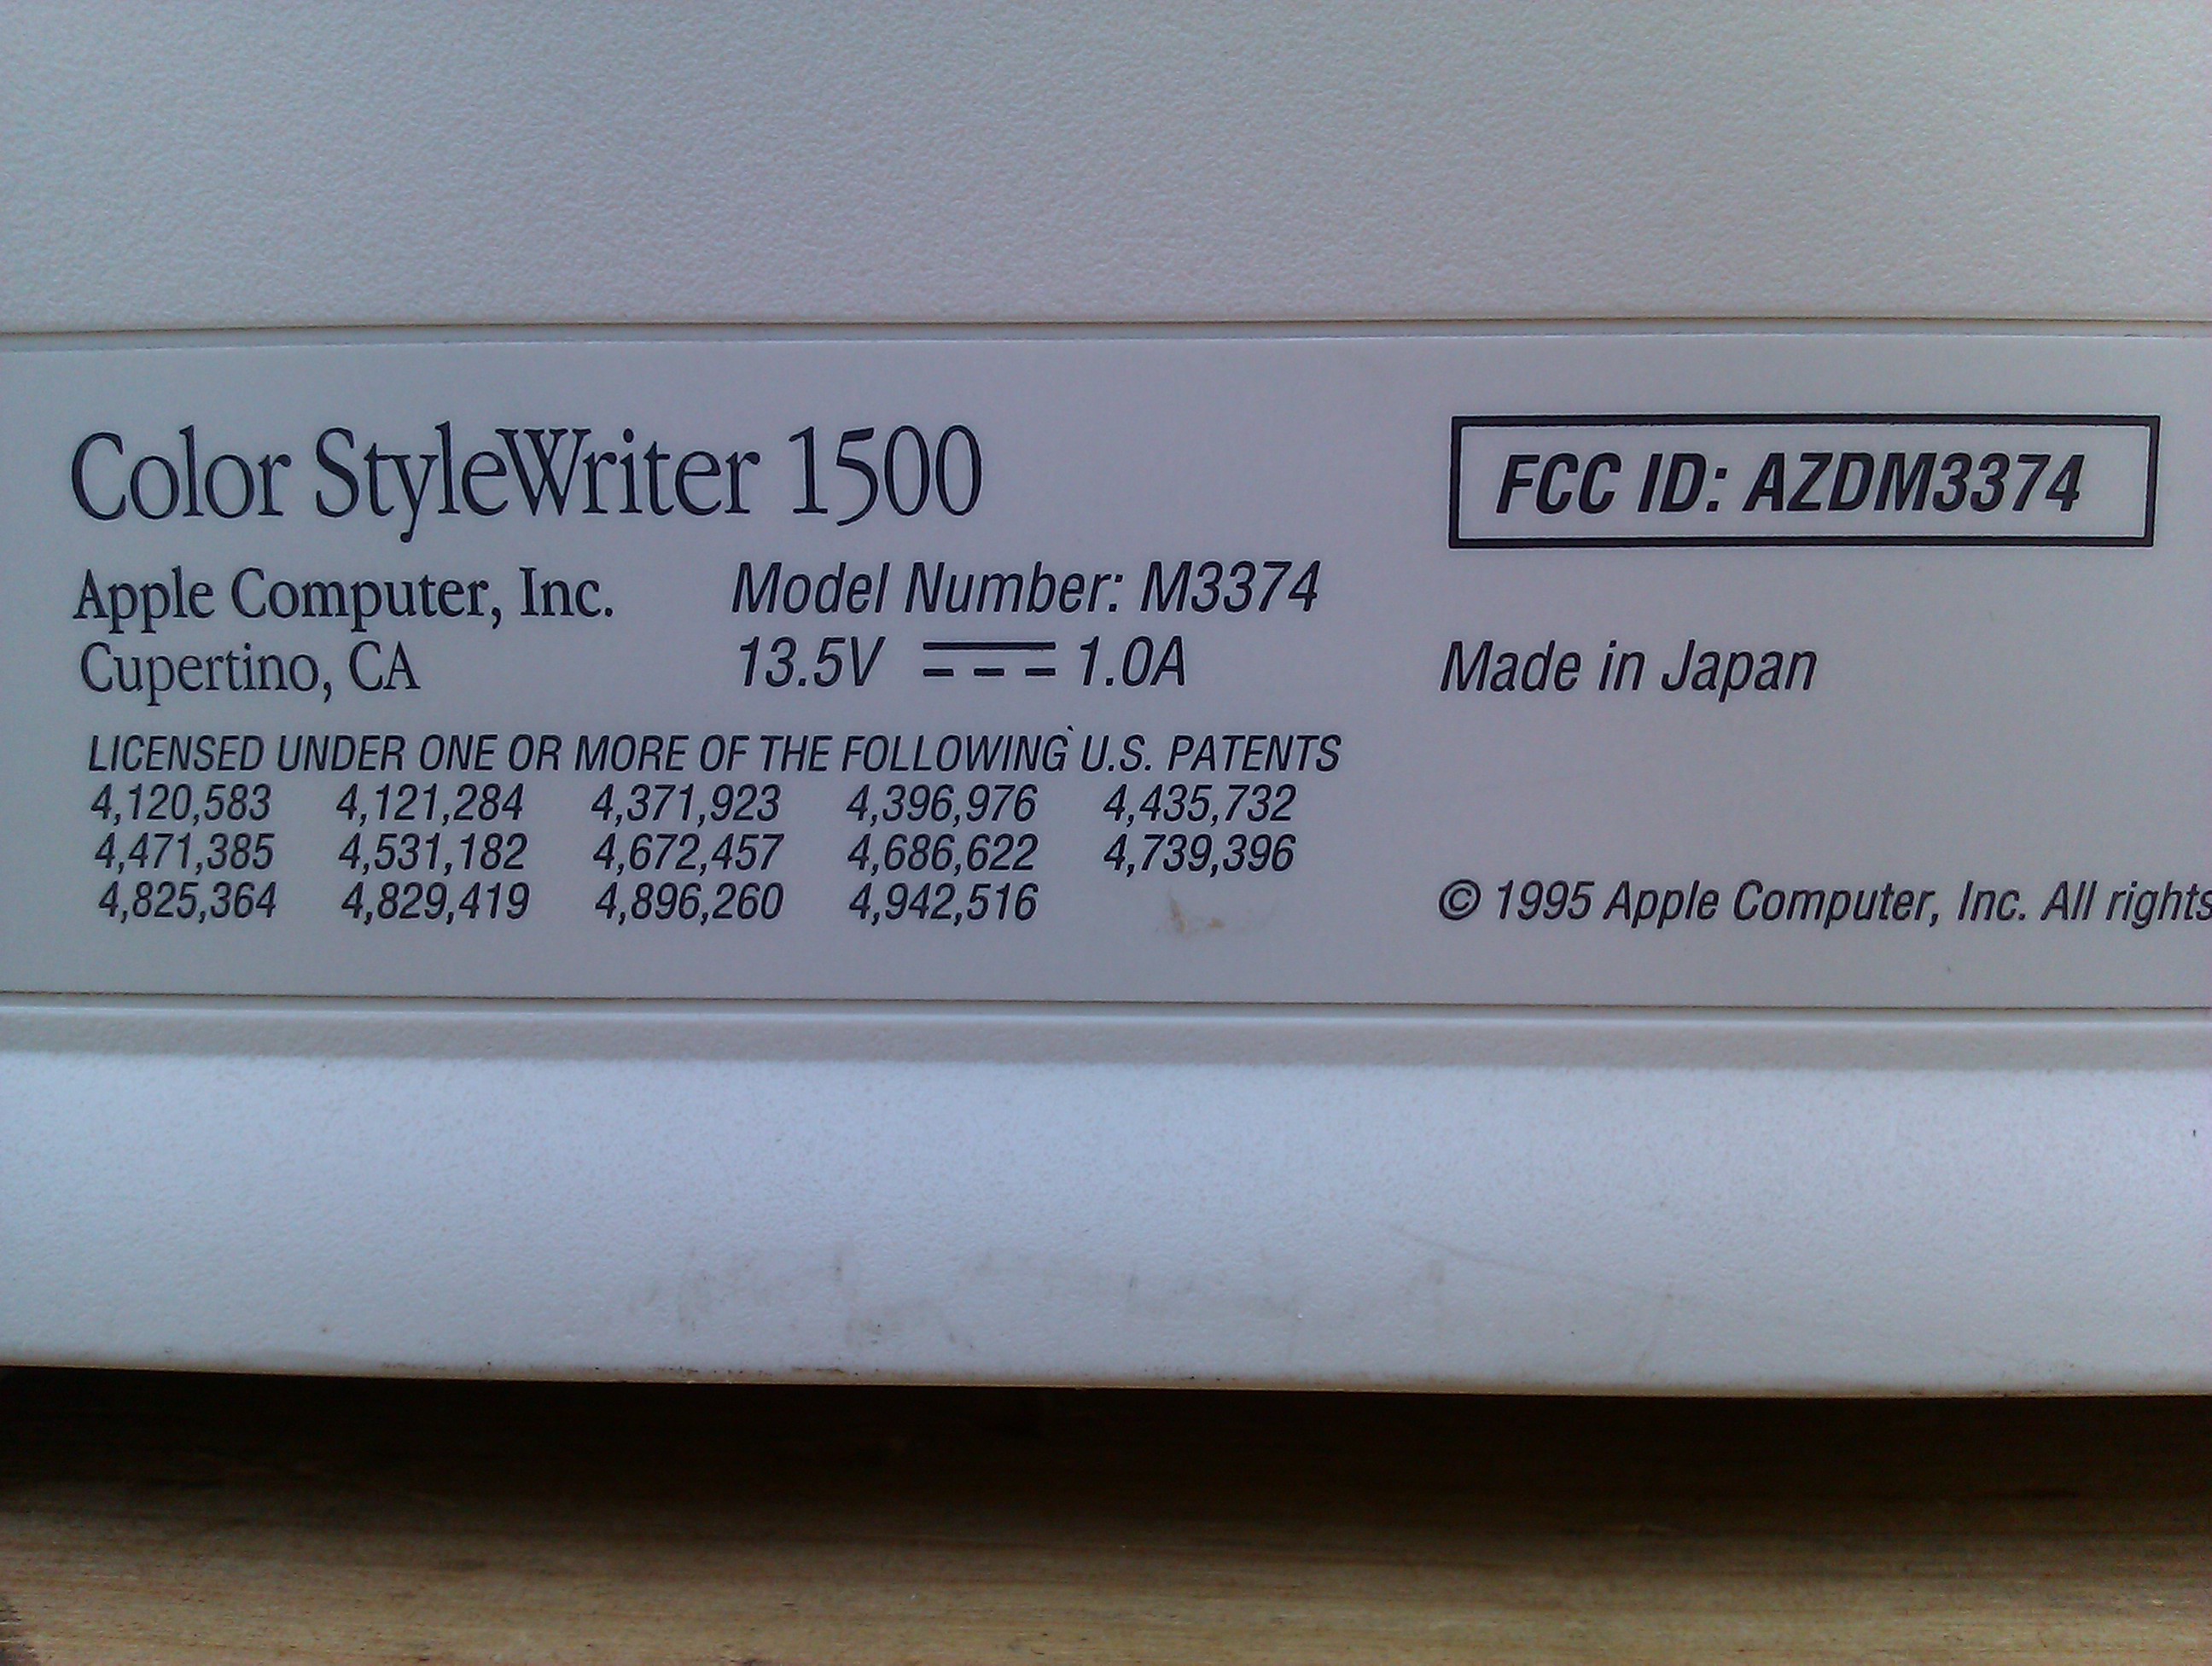 Color StyleWriter 1500
FCC ID: AZDM3374
Apple Computer, Inc.
Model Number: M3374
Cupertino, CA
13.5V ⎓ 1.0A
Made in Japan
LICENSED UNDER ONE OR MORE OF THE FOLLOWING U.S. PATENTS
4,120,583 4,121,284 4,371,923 4,396,976 4,435,732
4,471,385 4,531,182 4,672,457 4,686,622 4,739,396
4,825,364 4,829,419 4,896,260 4,942,516
© 1995 Apple Computer, Inc. All rights